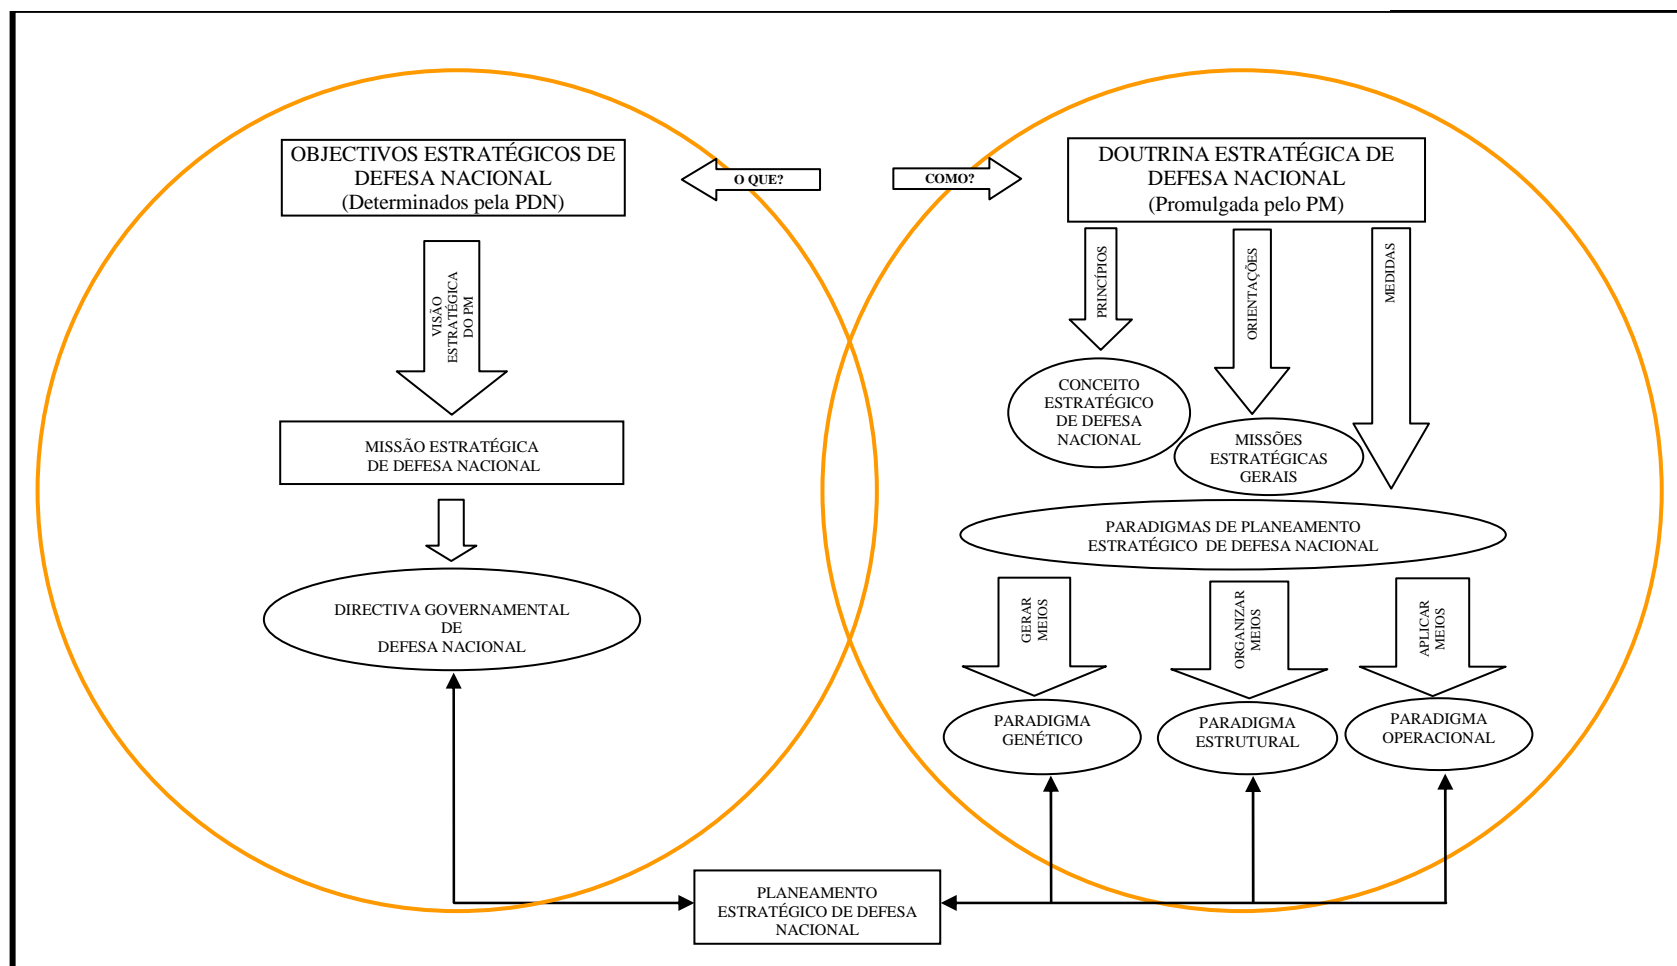 OBJECTIVOS ESTRATÉGICOS DE
DEFESA NACIONAL
(Determinados pela PDN)
O QUE?
COMO?
DOUTRINA ESTRATÉGICA DE
DEFESA NACIONAL
(Promulgada pelo PM)
VISÃO
ESTRATÉGICA
DO PM
PRINCÍPIOS
ORIENTAÇÕES
MEDIDAS
CONCEITO
ESTRATÉGICO
DE DEFESA
NACIONAL
MISSÕES
ESTRATÉGICAS
GERAIS
MISSÃO ESTRATÉGICA
DE DEFESA NACIONAL
PARADIGMAS DE PLANEAMENTO
ESTRATÉGICO  DE DEFESA NACIONAL
DIRECTIVA GOVERNAMENTAL
DE
DEFESA NACIONAL
GERAR
MEIOS
ORGANIZAR
MEIOS
APLICAR
MEIOS
PARADIGMA
GENÉTICO
PARADIGMA
ESTRUTURAL
PARADIGMA
OPERACIONAL
PLANEAMENTO
ESTRATÉGICO DE DEFESA
NACIONAL